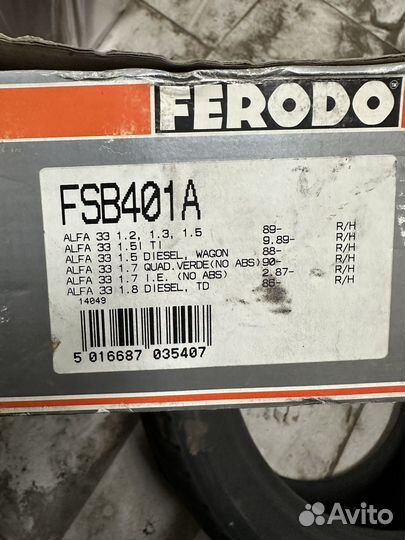 FERODO
FSB401A
ALFA 33 1.2, 1.3, 1.5 89- R/H
ALFA 33 1.5I TI 9.89- R/H
ALFA 33 1.5 DIESEL, WAGON 88- R/H
ALFA 33 1.7 QUAD.VERDE(NO ABS)90- R/H
ALFA 33 1.7 I.E. (NO ABS) 2.87- R/H
ALFA 33 1.8 DIESEL, TD 86- R/H
14049
5 016687 035407
Avito